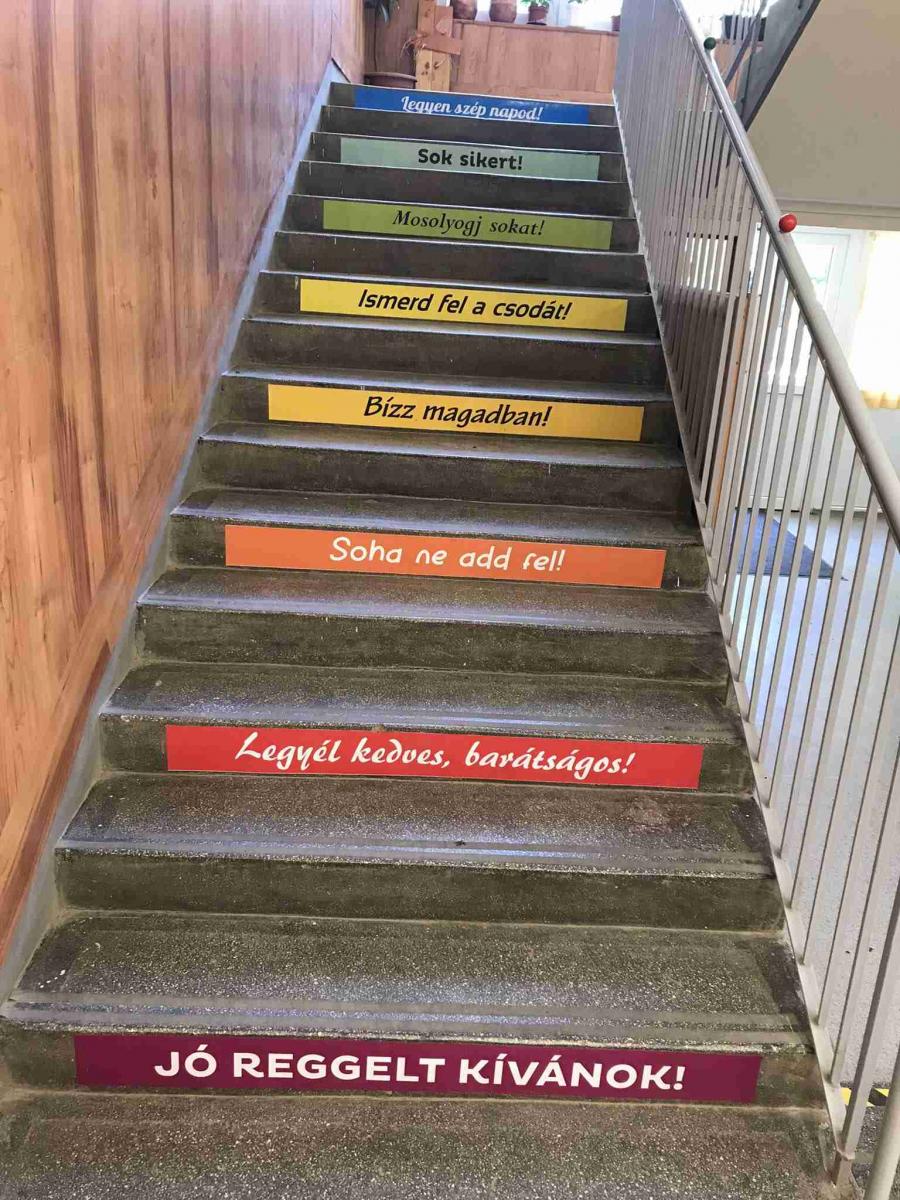 Legyen szép napod!
Sok sikert!
Mosolyogj sokat!
Ismerd fel a csodát!
Bízz magadban!
Soha ne add fel!
Legyél kedves, barátságos!
JÓ REGGELT KÍVÁNOK!